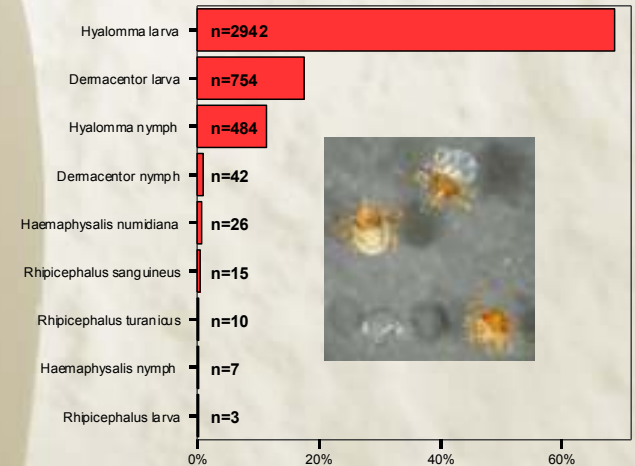 Hyalomma larva n=2942
Dermacentor larva n=754
Hyalomma nymph n=484
Dermacentor nymph n=42
Haemaphysalis numidiana n=26
Rhipicephalus sanguineus n=15
Rhipicephalus turanicus n=10
Haemaphysalis nymph n=7
Rhipicephalus larva n=3
0% 20% 40% 60%